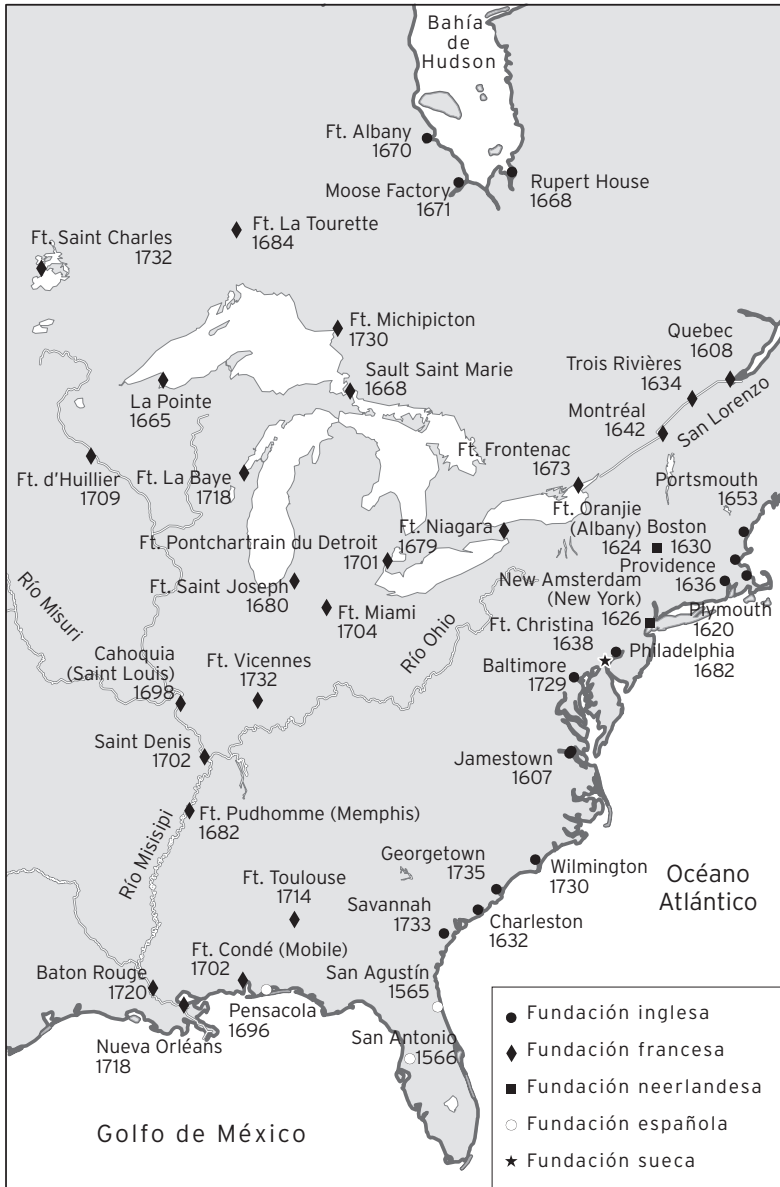 Bahía
de
Hudson
Ft. Albany
1670
Moose Factory
1671
Rupert House
1668
Ft. La Tourette
1684
Ft. Saint Charles
1732
Ft. Michipicton
1730
Quebec
1608
Sault Saint Marie
1668
Trois Rivières
1634
La Pointe
1665
Montréal
1642
San Lorenzo
Ft. Frontenac
1673
Ft. d'Huillier
1709
Ft. La Baye
1718
Portsmouth
1653
Ft. Niagara
1679
Ft. Oranjie
(Albany)
1624
Boston
1630
Ft. Pontchartrain du Detroit
1701
Providence
1636
Ft. Saint Joseph
1680
New Amsterdam
(New York)
1626
Plymouth
1620
Río Misuri
Ft. Miami
1704
Río Ohio
Ft. Christina
1638
Philadelphia
1682
Cahoquia
(Saint Louis)
1698
Ft. Vicennes
1732
Baltimore
1729
Saint Denis
1702
Jamestown
1607
Ft. Pudhomme (Memphis)
1682
Río Misisipi
Georgetown
1735
Wilmington
1730
Océano
Atlántico
Ft. Toulouse
1714
Savannah
1733
Charleston
1632
Ft. Condé (Mobile)
1702
Baton Rouge
1720
San Agustín
1565
Pensacola
1696
Nueva Orléans
1718
San Antonio
1566
Golfo de México
Fundación inglesa
Fundación francesa
Fundación neerlandesa
Fundación española
Fundación sueca